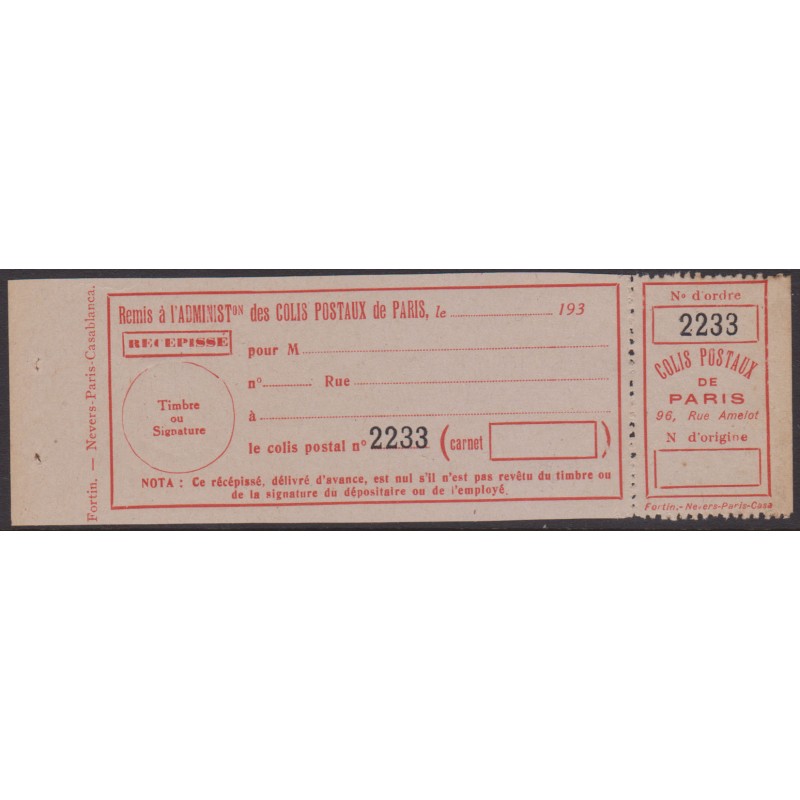 Fortin. — Nevers-Paris-Casablanca.
Remis à l'ADMINISTON des COLIS POSTAUX de PARIS, le 193
RÉCÉPISSÉ
pour M
n° Rue
Timbre
ou
Signature
à
le colis postal n° 2233 (carnet )
NOTA : Ce récépissé, délivré d'avance, est nul s'il n'est pas revêtu du timbre ou
de la signature du dépositaire ou de l'employé.
N° d'ordre
2233
COLIS POSTAUX
DE
PARIS
96, Rue Amelot
N d'origine
Fortin.-Nevers-Paris-Casa